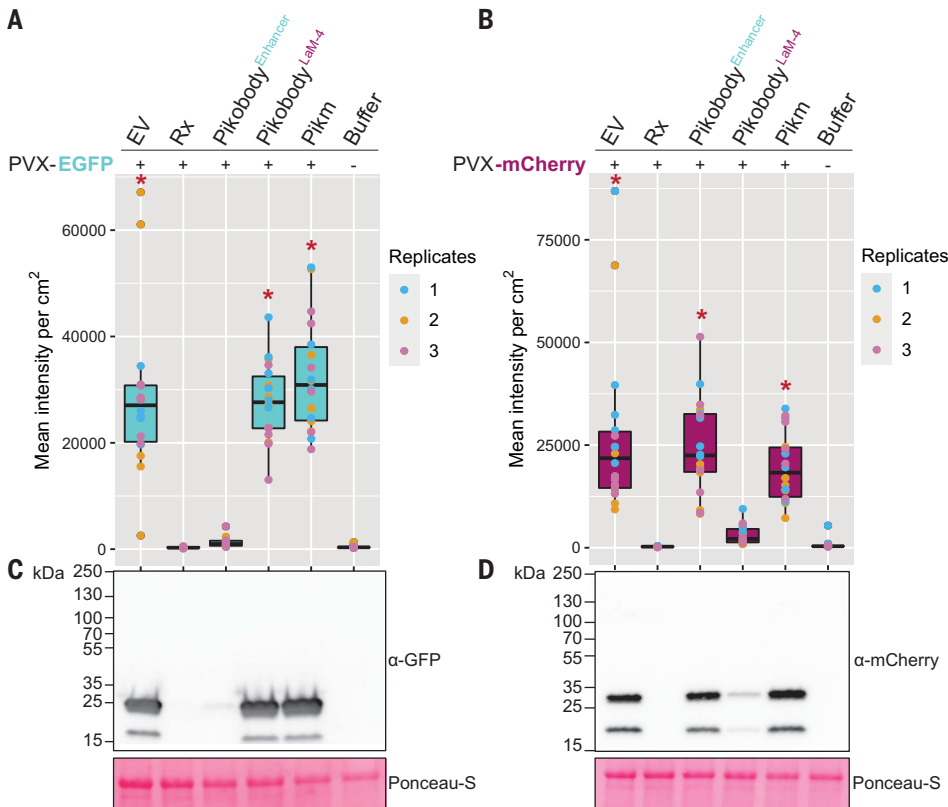 A
EV
Rx
Pikobody Enhancer
Pikobody LaM-4
Pikm
Buffer
PVX-EGFP + + + + + -
* * *
Mean intensity per cm²
60000
40000
20000
0
Replicates
1
2
3
B
EV
Rx
Pikobody Enhancer
Pikobody LaM-4
Pikm
Buffer
PVX-mCherry + + + + + -
* * *
Mean intensity per cm²
75000
50000
25000
0
Replicates
1
2
3
C
kDa
250
130
100
70
55
35
25
15
α-GFP
Ponceau-S
D
kDa
250
130
100
70
55
35
25
15
α-mCherry
Ponceau-S